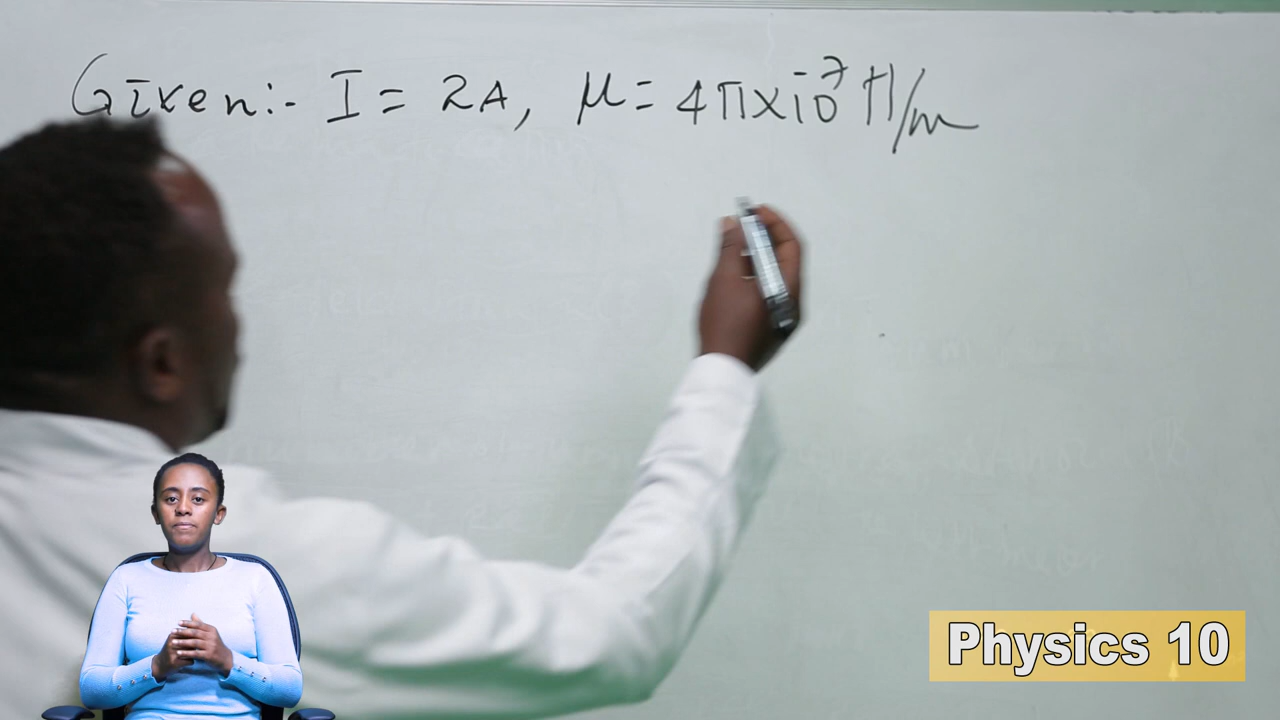 Given:- I = 2A, μ = 4π×10⁻⁷ H/m
Physics 10